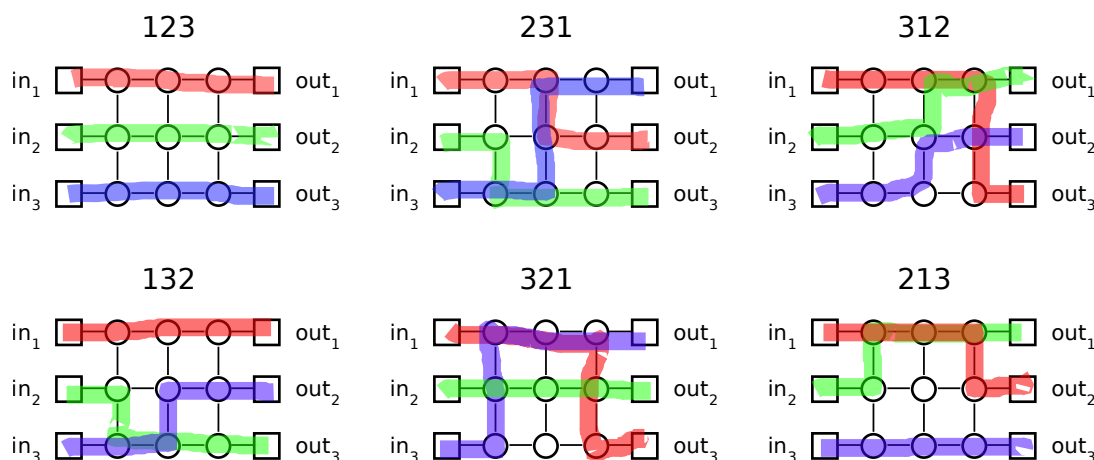 123 231 312
in1 out1 in1 out1 in1 out1
in2 out2 in2 out2 in2 out2
in3 out3 in3 out3 in3 out3
132 321 213
in1 out1 in1 out1 in1 out1
in2 out2 in2 out2 in2 out2
in3 out3 in3 out3 in3 out3